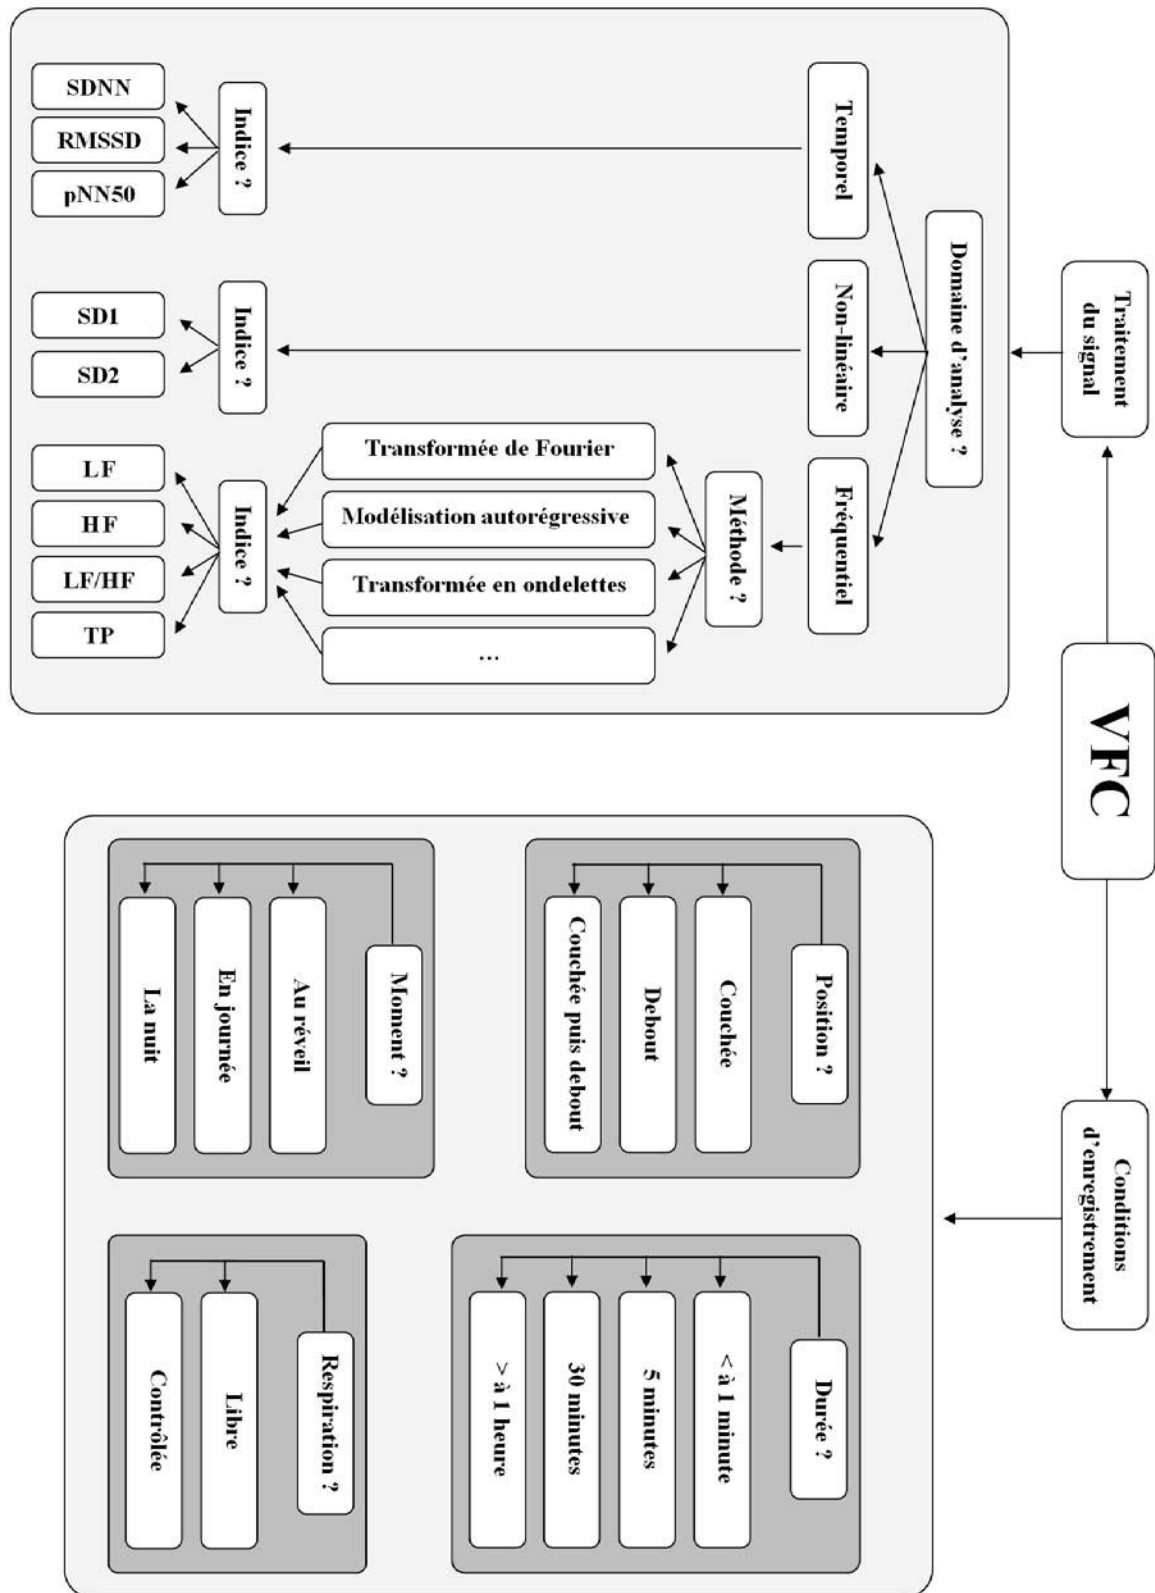 VFC
Traitement
du signal
Domaine d'analyse ?
Temporel
Indice ?
SDNN
RMSSD
pNN50
Non-linéaire
Indice ?
SD1
SD2
Fréquentiel
Méthode ?
Transformée de Fourier
Modélisation autorégressive
Transformée en ondelettes
...
Indice ?
LF
HF
LF/HF
TP
Conditions
d'enregistrement
Position ?
Couchée
Debout
Couchée puis debout
Durée ?
< à 1 minute
5 minutes
30 minutes
> à 1 heure
Moment ?
Au réveil
En journée
La nuit
Respiration ?
Libre
Contrôlée